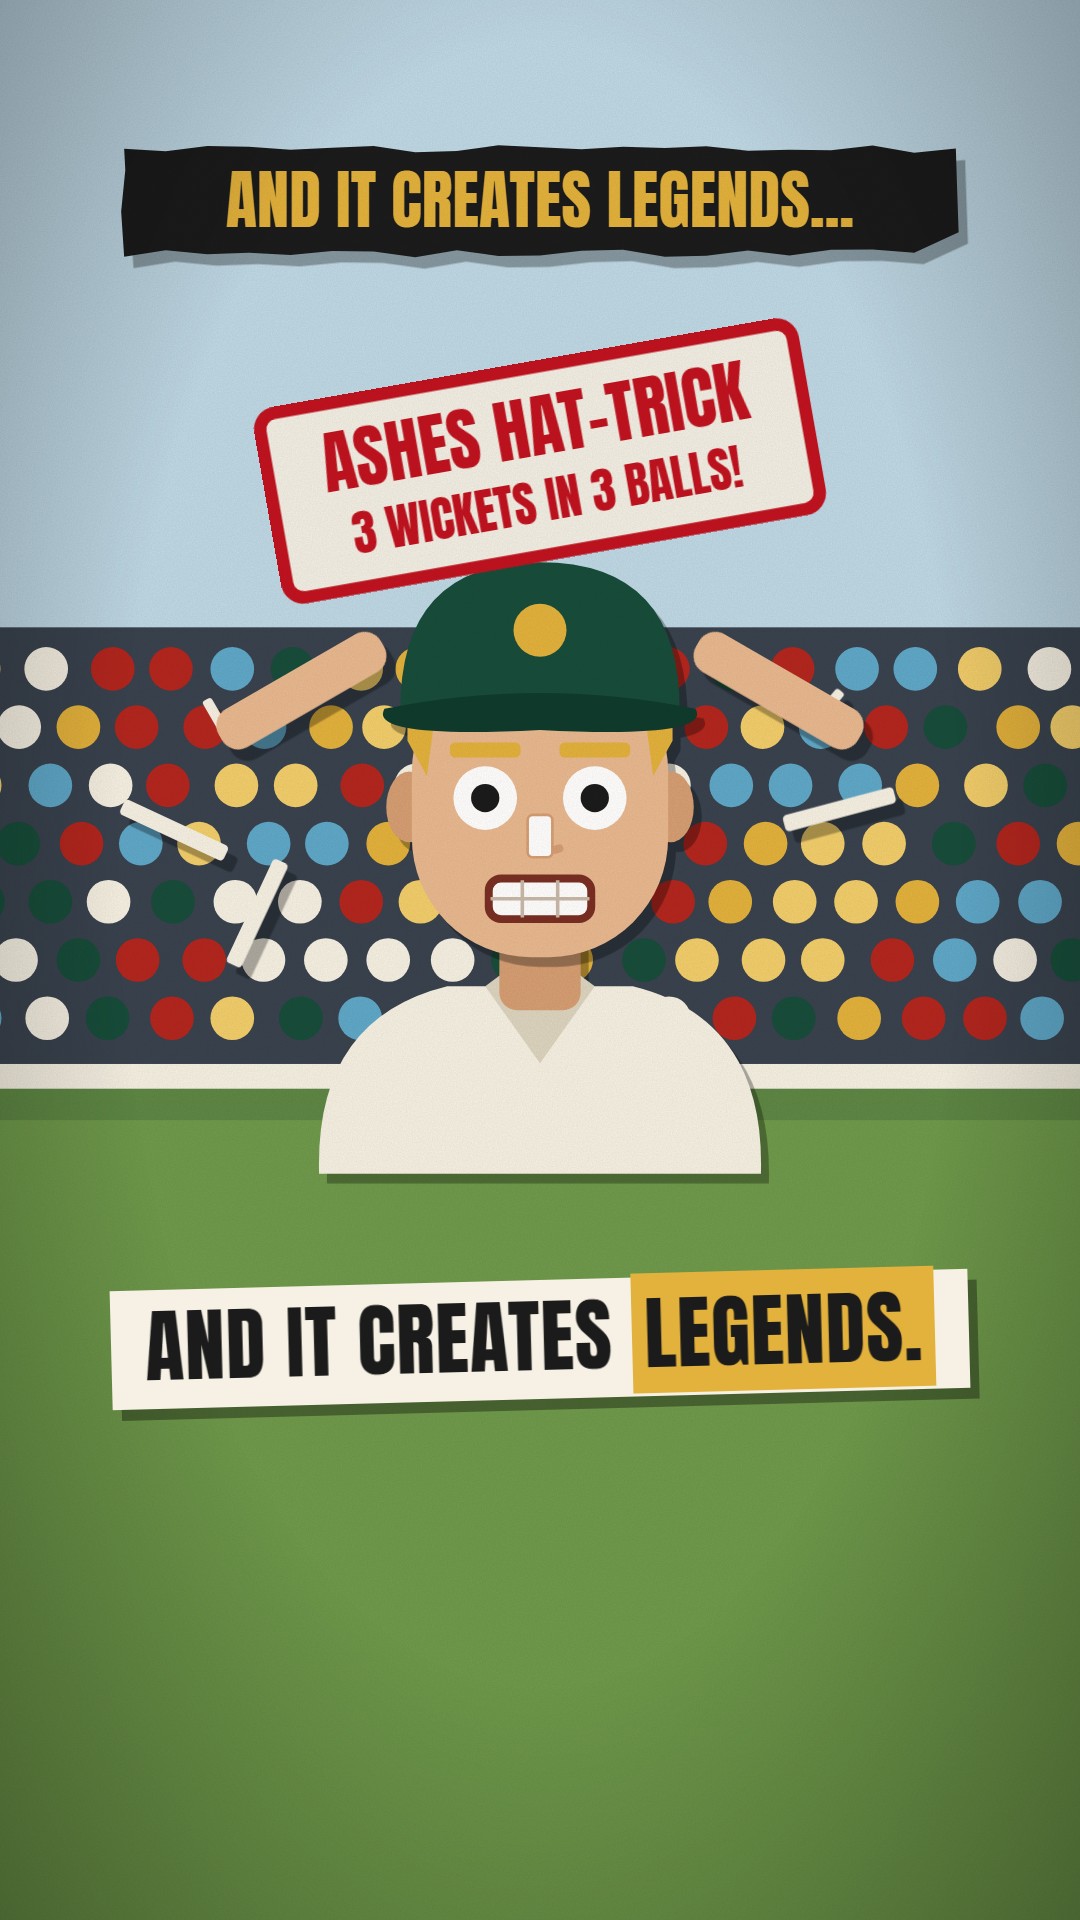 AND IT CREATES LEGENDS...
ASHES HAT-TRICK
3 WICKETS IN 3 BALLS!
AND IT CREATES LEGENDS.